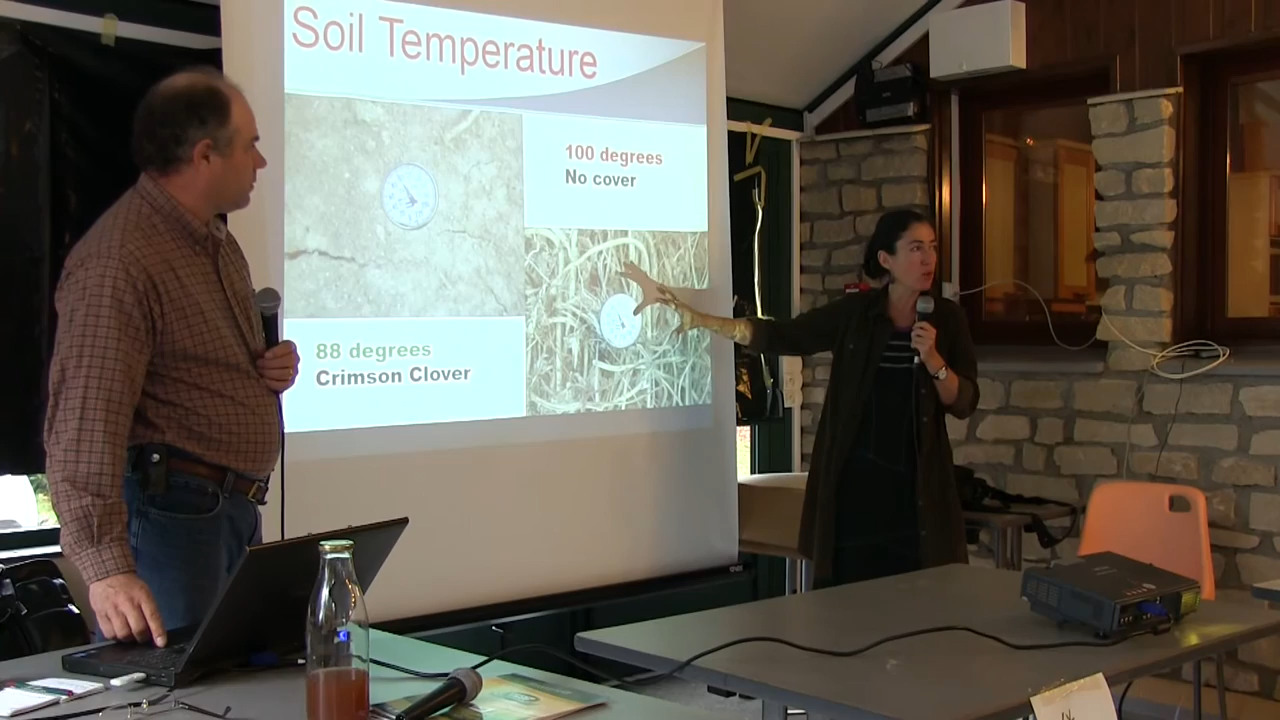 Soil Temperature
100 degrees
No cover
88 degrees
Crimson Clover